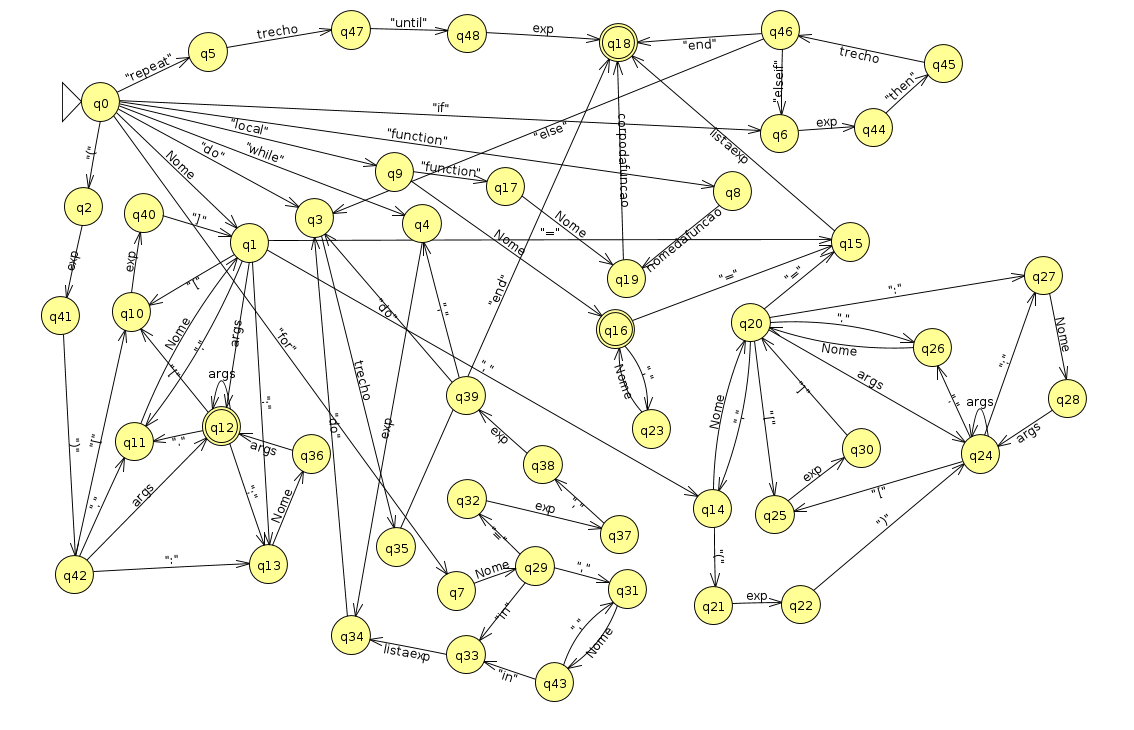 q47
"until"
q48
exp
q18
"end"
q46
q5
trecho
"repeat"
trecho
q45
"elseif"
"then"
q0
"if"
q6
exp
q44
"else"
"local"
"function"
"("
"do"
"while"
corpodafuncao
listaexp
Nome
q9
"function"
q17
q8
q2
q40
"]"
q3
q4
Nome
nomedafuncao
q1
"="
q15
Nome
exp
exp
"["
"="
"="
q19
q27
":"
"end"
q41
q10
Nome
"."
args
"for"
"do"
","
q16
q20
"."
Nome
q26
Nome
","
":"
"["
trecho
","
Nome
args
args
":"
"]"
"."
q39
q28
args
q11
"."
q12
q23
Nome
"."
"["
args
")"
"["
"do"
exp
exp
q36
args
q30
q24
"."
args
":"
Nome
q38
exp
"["
q32
exp
","
q14
q25
q37
"="
")"
q42
":"
q13
q35
q29
","
"("
Nome
q7
q31
q21
exp
q22
"in"
q34
listaexp
q33
","
Nome
"in"
q43